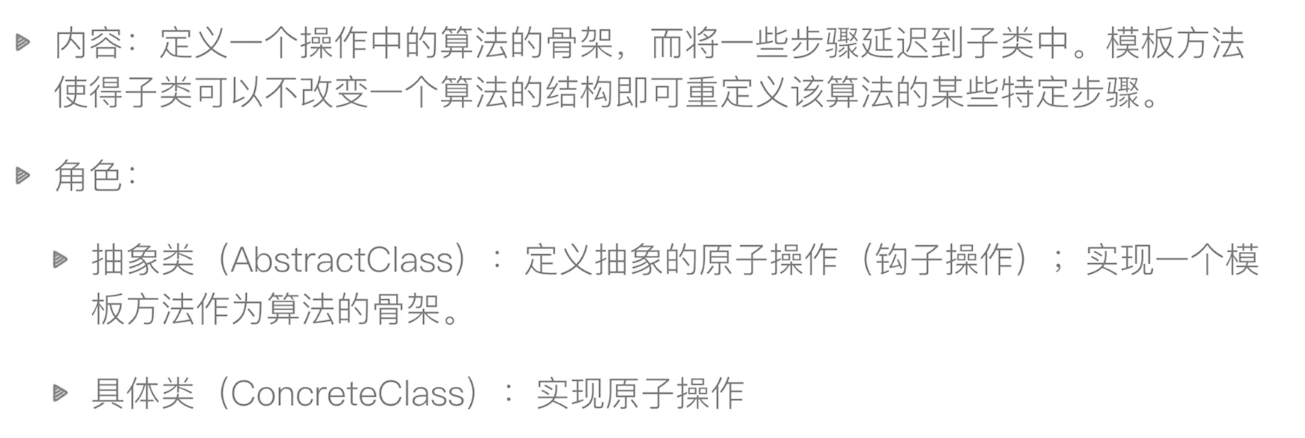 内容：定义一个操作中的算法的骨架，而将一些步骤延迟到子类中。模板方法
使得子类可以不改变一个算法的结构即可重定义该算法的某些特定步骤。
角色：
抽象类（AbstractClass）：定义抽象的原子操作（钩子操作）；实现一个模
板方法作为算法的骨架。
具体类（ConcreteClass）：实现原子操作